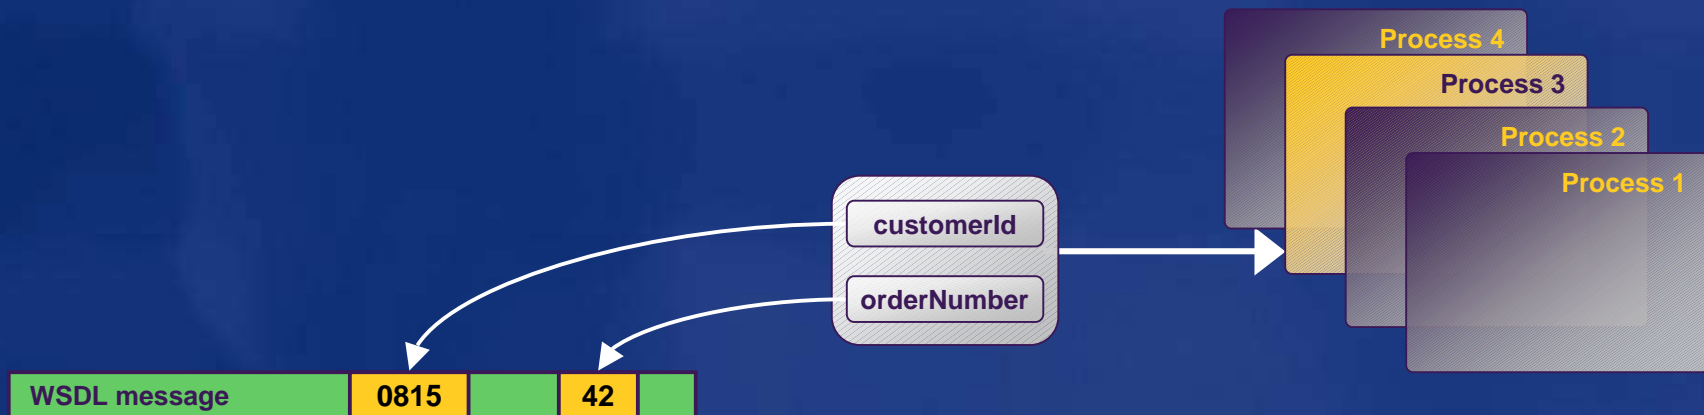 Process 4
Process 3
Process 2
Process 1
customerId
orderNumber
WSDL message 0815 42